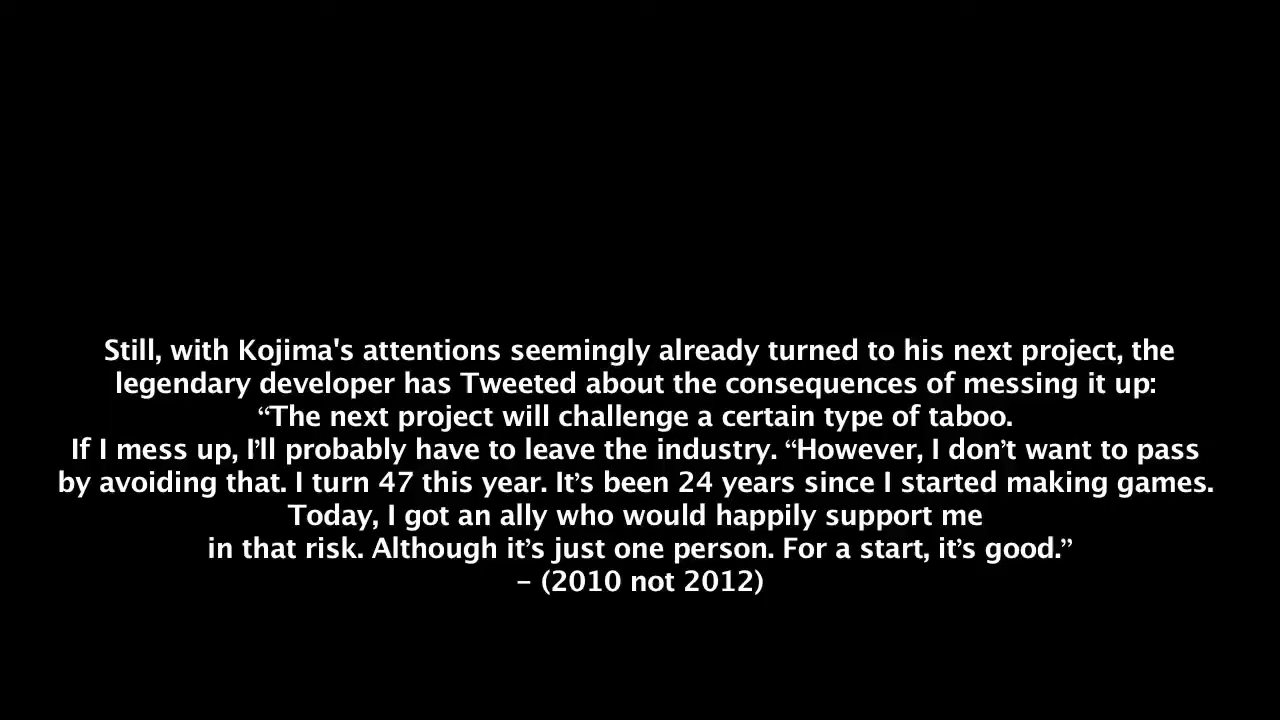 Still, with Kojima's attentions seemingly already turned to his next project, the
legendary developer has Tweeted about the consequences of messing it up:
“The next project will challenge a certain type of taboo.
If I mess up, I’ll probably have to leave the industry. “However, I don’t want to pass
by avoiding that. I turn 47 this year. It’s been 24 years since I started making games.
Today, I got an ally who would happily support me
in that risk. Although it’s just one person. For a start, it’s good.”
– (2010 not 2012)